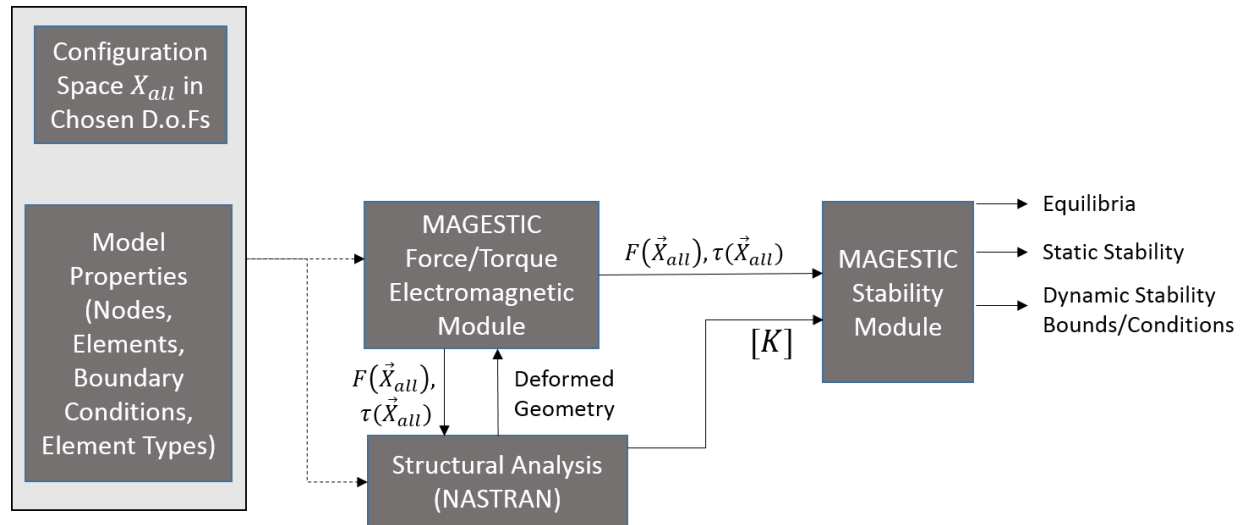 Configuration
Space X_all in
Chosen D.o.Fs
Model
Properties
(Nodes,
Elements,
Boundary
Conditions,
Element Types)
MAGESTIC
Force/Torque
Electromagnetic
Module
F(X⃗_all), τ(X⃗_all)
MAGESTIC
Stability
Module
Equilibria
Static Stability
Dynamic Stability
Bounds/Conditions
[K]
F(X⃗_all),
τ(X⃗_all)
Deformed
Geometry
Structural Analysis
(NASTRAN)